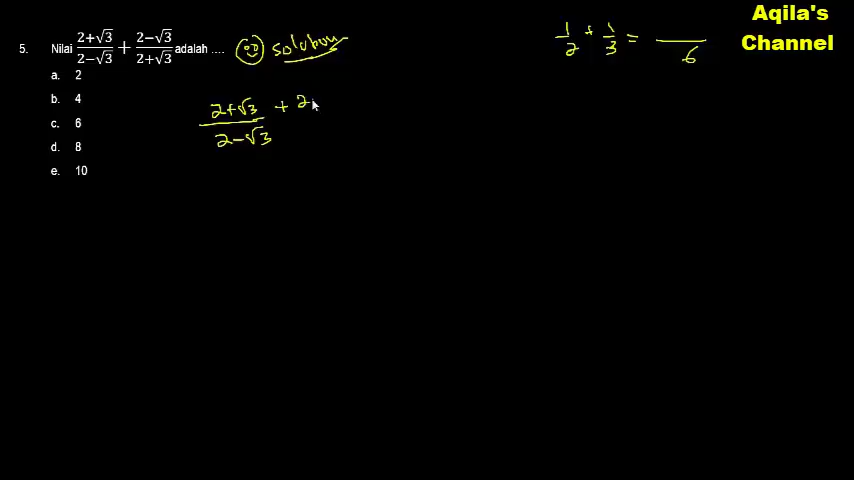 Aqila's
Channel
5. Nilai (2+√3)/(2−√3) + (2−√3)/(2+√3) adalah .... solution
a. 2
b. 4
c. 6
d. 8
e. 10
1/2 + 1/3 = /6
(2+√3)/(2−√3) + 2